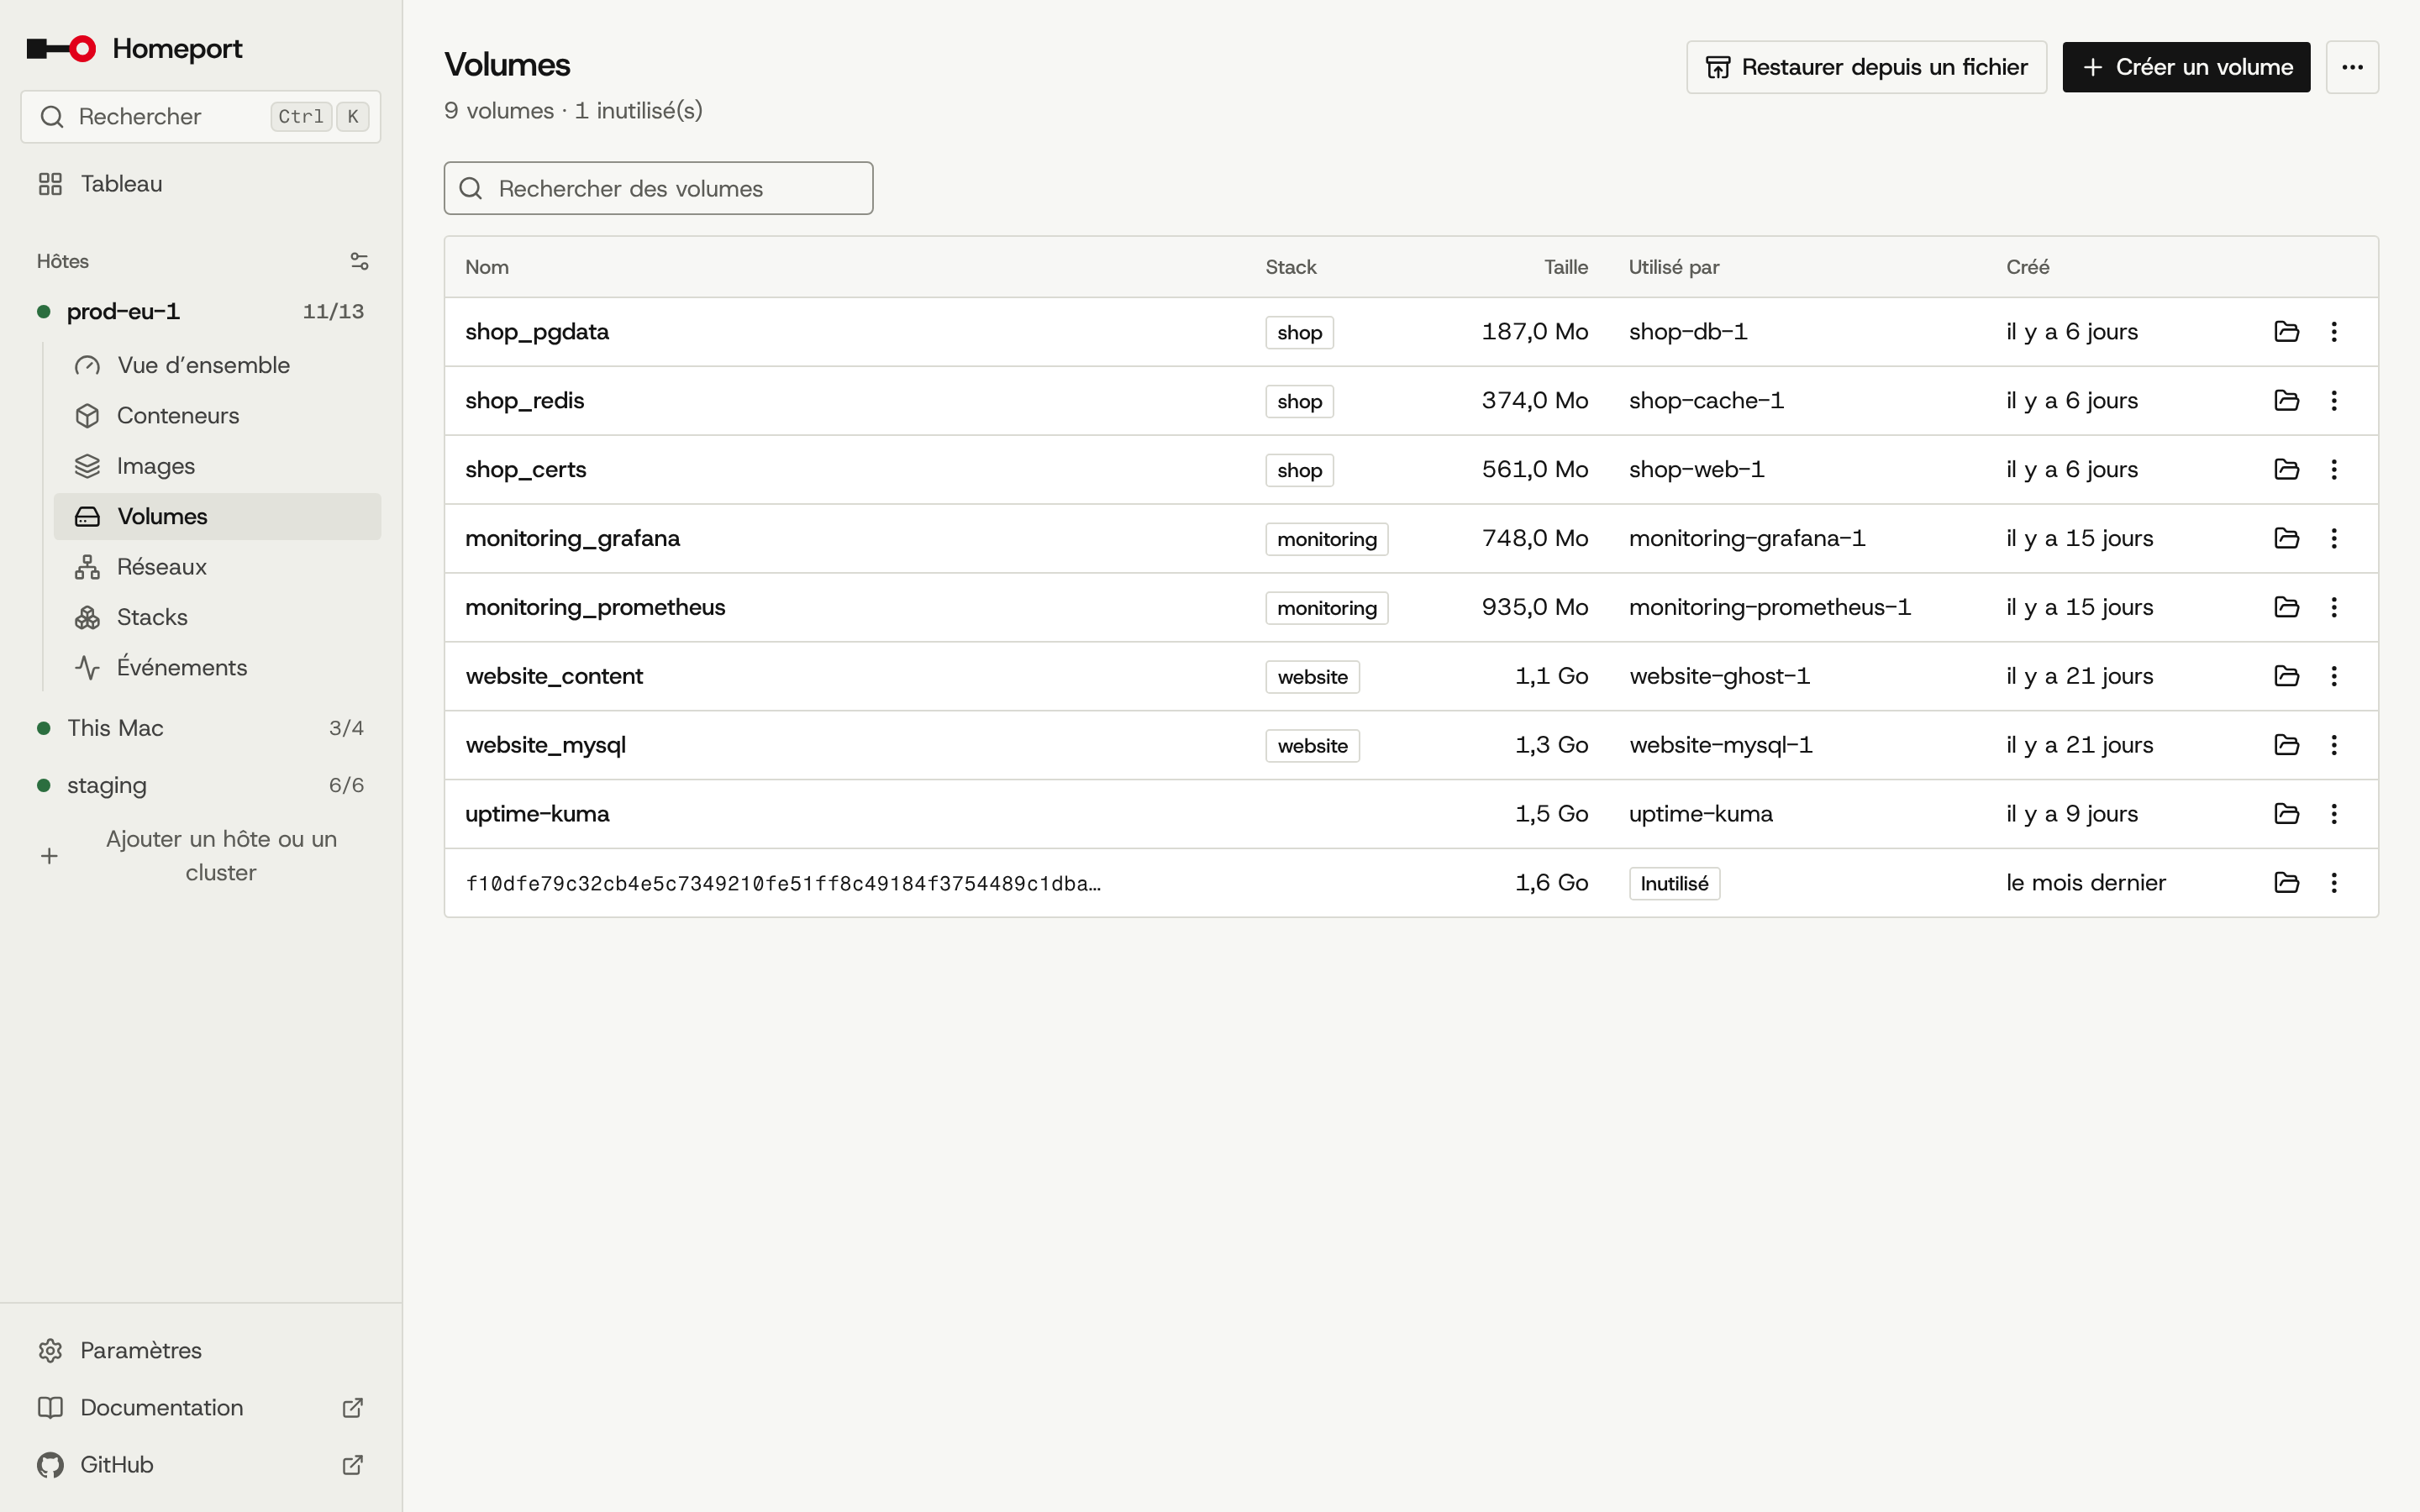 Homeport
Rechercher Ctrl K
Tableau
Hôtes
prod-eu-1 11/13
Vue d’ensemble
Conteneurs
Images
Volumes
Réseaux
Stacks
Événements
This Mac 3/4
staging 6/6
Ajouter un hôte ou un
cluster
Paramètres
Documentation
GitHub
Volumes
9 volumes · 1 inutilisé(s)
Restaurer depuis un fichier
Créer un volume
Rechercher des volumes
Nom Stack Taille Utilisé par Créé
shop_pgdata shop 187,0 Mo shop-db-1 il y a 6 jours
shop_redis shop 374,0 Mo shop-cache-1 il y a 6 jours
shop_certs shop 561,0 Mo shop-web-1 il y a 6 jours
monitoring_grafana monitoring 748,0 Mo monitoring-grafana-1 il y a 15 jours
monitoring_prometheus monitoring 935,0 Mo monitoring-prometheus-1 il y a 15 jours
website_content website 1,1 Go website-ghost-1 il y a 21 jours
website_mysql website 1,3 Go website-mysql-1 il y a 21 jours
uptime-kuma 1,5 Go uptime-kuma il y a 9 jours
f10dfe79c32cb4e5c7349210fe51ff8c49184f3754489c1dba… 1,6 Go Inutilisé le mois dernier